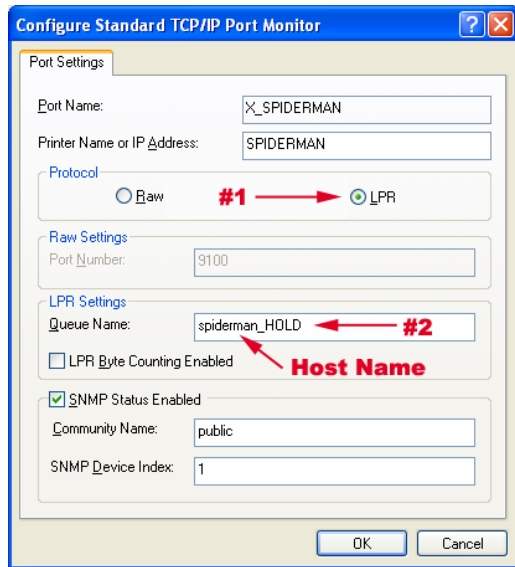 Configure Standard TCP/IP Port Monitor
Port Settings
Port Name: X_SPIDERMAN
Printer Name or IP Address: SPIDERMAN
Protocol
Raw #1 LPR
Raw Settings
Port Number: 9100
LPR Settings
Queue Name: spiderman_HOLD #2
LPR Byte Counting Enabled Host Name
SNMP Status Enabled
Community Name: public
SNMP Device Index: 1
OK Cancel